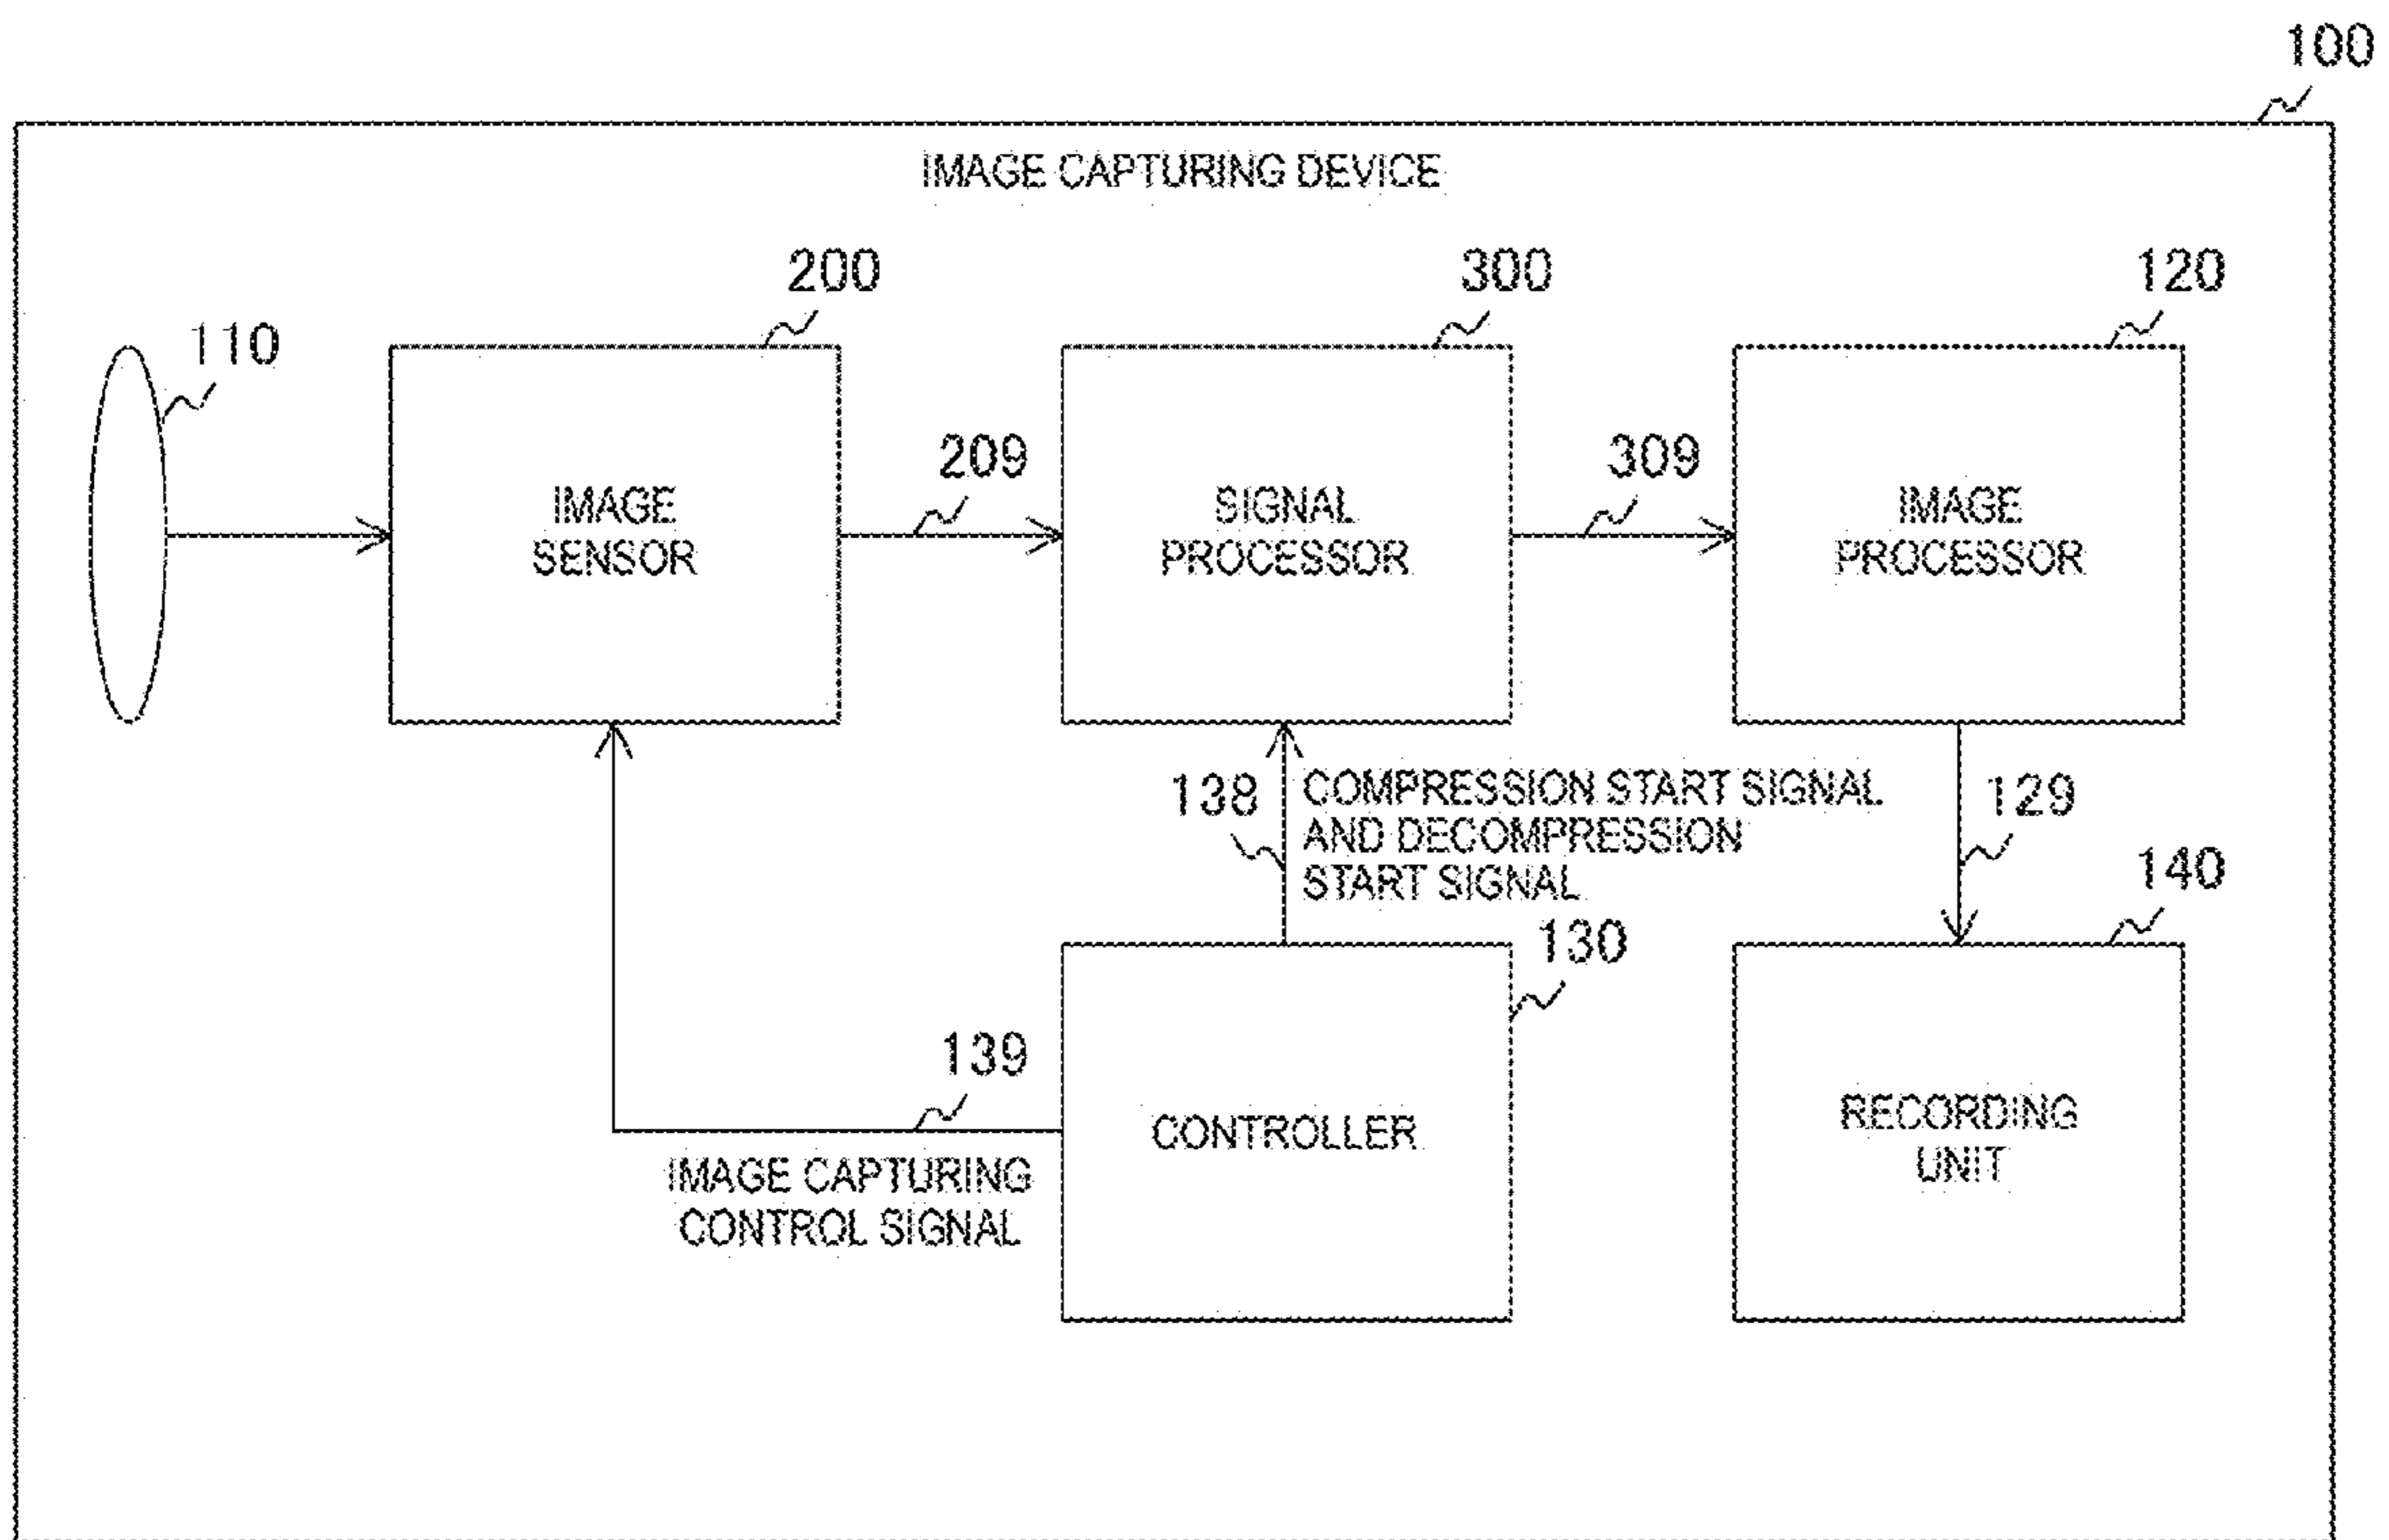 100
IMAGE CAPTURING DEVICE
200
300
120
110
209
309
IMAGE
SENSOR
SIGNAL
PROCESSOR
IMAGE
PROCESSOR
138
COMPRESSION START SIGNAL
AND DECOMPRESSION
START SIGNAL
129
140
130
139
IMAGE CAPTURING
CONTROL SIGNAL
CONTROLLER
RECORDING
UNIT